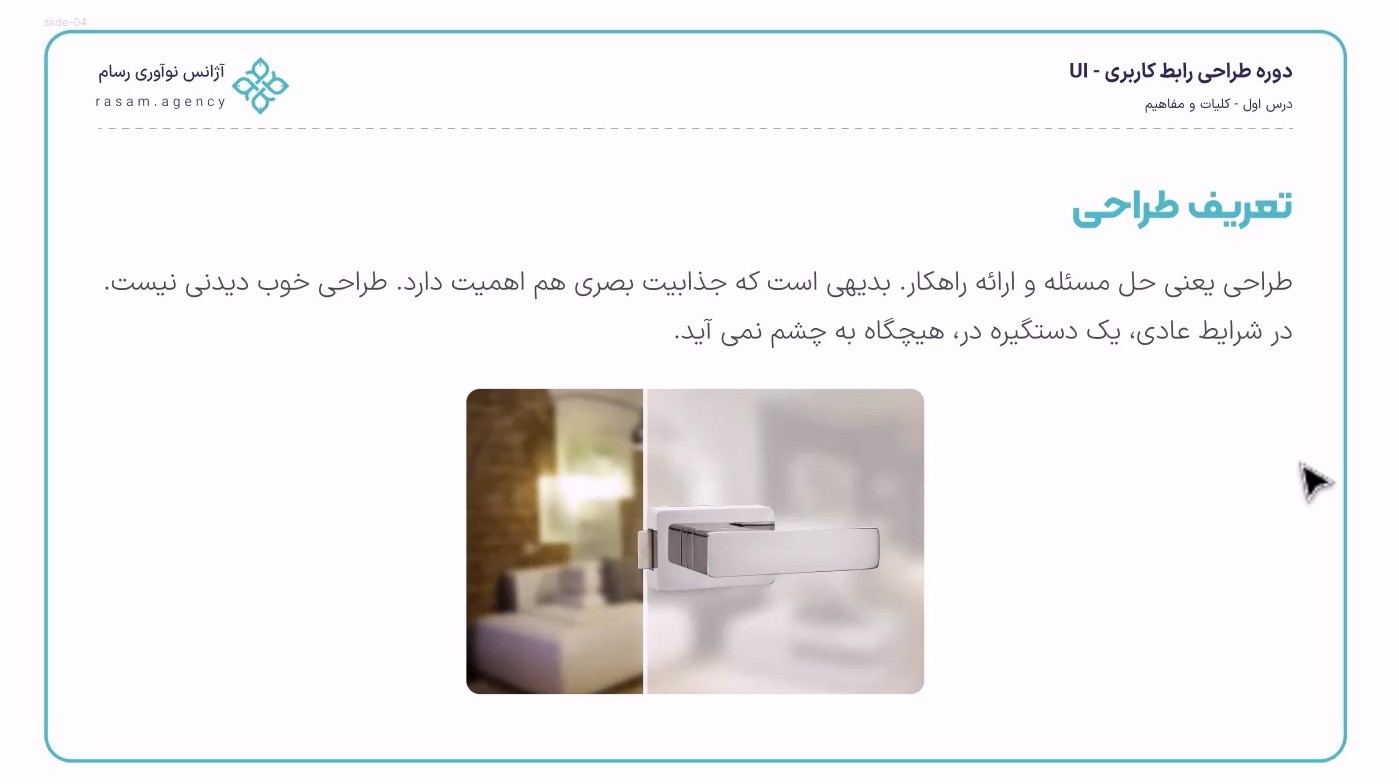 slide-04
دوره طراحی رابط کاربری - UI
درس اول - کلیات و مفاهیم
آژانس نوآوری رسام
rasam.agency
تعریف طراحی
طراحی یعنی حل مسئله و ارائه راهکار. بدیهی است که جذابیت بصری هم اهمیت دارد. طراحی خوب دیدنی نیست.
در شرایط عادی، یک دستگیره در، هیچگاه به چشم نمی آید.